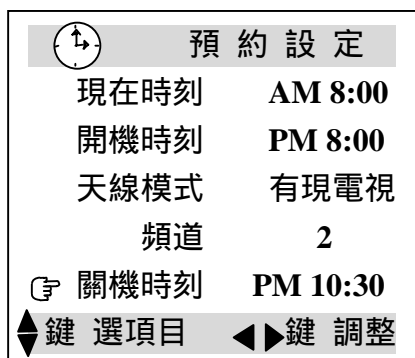 預 約 設 定
現在時刻 AM 8:00
開機時刻 PM 8:00
天線模式 有現電視
頻道 2
關機時刻 PM 10:30
鍵 選項目 鍵 調整